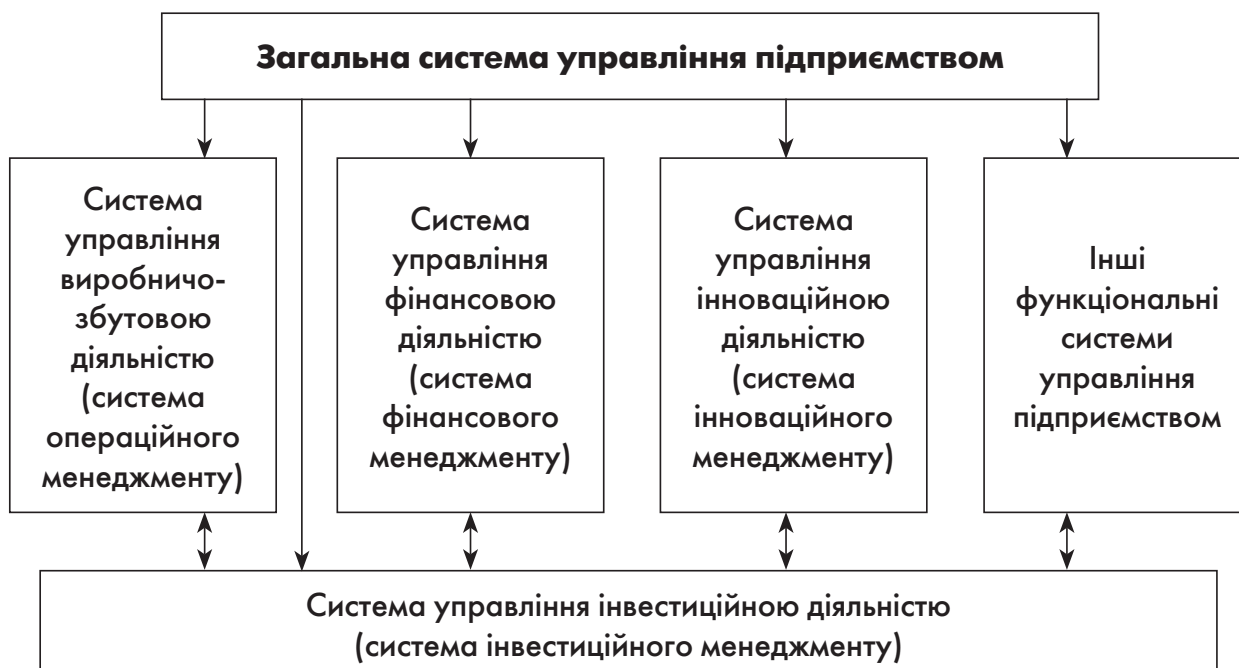 Загальна система управління підприємством
Система
управління
виробничо-
збутовою
діяльністю
(система
операційного
менеджменту)
Система
управління
фінансовою
діяльністю
(система
фінансового
менеджменту)
Система
управління
інноваційною
діяльністю
(система
інноваційного
менеджменту)
Інші
функціональні
системи
управління
підприємством
Система управління інвестиційною діяльністю
(система інвестиційного менеджменту)